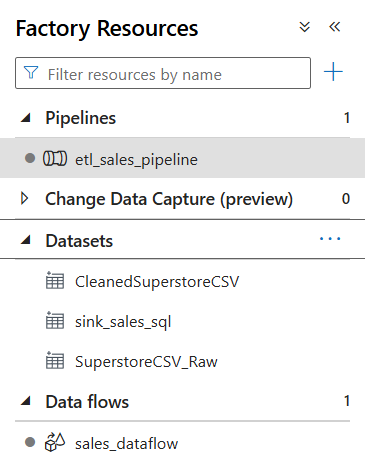 Factory Resources
Filter resources by name
Pipelines 1
etl_sales_pipeline
Change Data Capture (preview) 0
Datasets
CleanedSuperstoreCSV
sink_sales_sql
SuperstoreCSV_Raw
Data flows 1
sales_dataflow